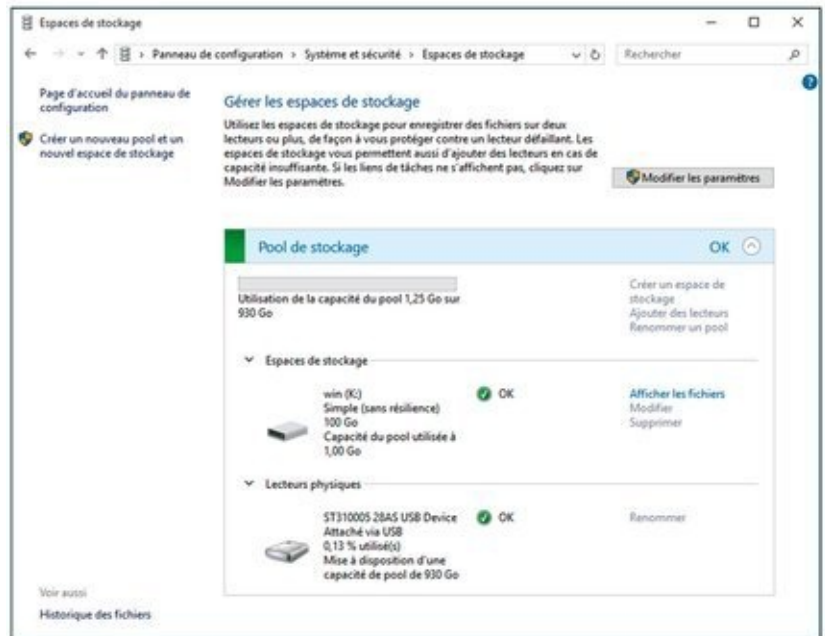 Espaces de stockage
Panneau de configuration > Système et sécurité > Espaces de stockage
Rechercher
Page d'accueil du panneau de
configuration
Créer un nouveau pool et un
nouvel espace de stockage
Gérer les espaces de stockage
Utilisez les espaces de stockage pour enregistrer des fichiers sur deux
lecteurs ou plus, de façon à vous protéger contre un lecteur défaillant. Les
espaces de stockage vous permettent aussi d'ajouter des lecteurs en cas de
capacité insuffisante. Si les liens de tâches ne s'affichent pas, cliquez sur
Modifier les paramètres.
Modifier les paramètres
Pool de stockage
OK
Utilisation de la capacité du pool 1,25 Go sur
930 Go
Créer un espace de
stockage
Ajouter des lecteurs
Renommer un pool
Espaces de stockage
win (K:)
Simple (sans résilience)
100 Go
Capacité du pool utilisée à
1,00 Go
OK
Afficher les fichiers
Modifier
Supprimer
Lecteurs physiques
ST310005 28AS USB Device
Attaché via USB
0,13 % utilisé(s)
Mise à disposition d'une
capacité de pool de 930 Go
OK
Renommer
Voir aussi
Historique des fichiers